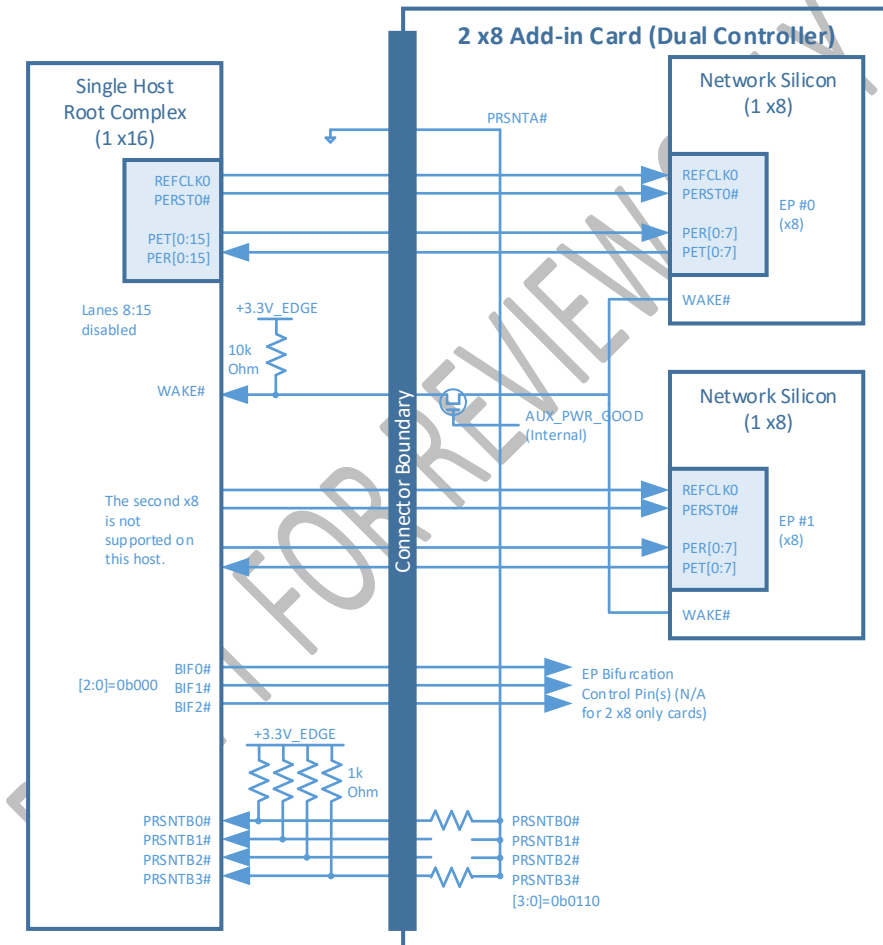 2 x8 Add-in Card (Dual Controller)
Single Host
Root Complex
(1 x16)
REFCLK0
PERST0#
PET[0:15]
PER[0:15]
Lanes 8:15
disabled
+3.3V_EDGE
10k
Ohm
WAKE#
The second x8
is not
supported on
this host.
BIF0#
[2:0]=0b000
BIF1#
BIF2#
+3.3V_EDGE
1k
Ohm
PRSNTB0#
PRSNTB1#
PRSNTB2#
PRSNTB3#
Connector Boundary
PRSNTA#
Network Silicon
(1 x8)
REFCLK0
PERST0#
PER[0:7]
PET[0:7]
EP #0
(x8)
WAKE#
AUX_PWR_GOOD
(Internal)
Network Silicon
(1 x8)
REFCLK0
PERST0#
PER[0:7]
PET[0:7]
EP #1
(x8)
WAKE#
EP Bifurcation
Control Pin(s) (N/A
for 2 x8 only cards)
PRSNTB0#
PRSNTB1#
PRSNTB2#
PRSNTB3#
[3:0]=0b0110
FOR REVIEW